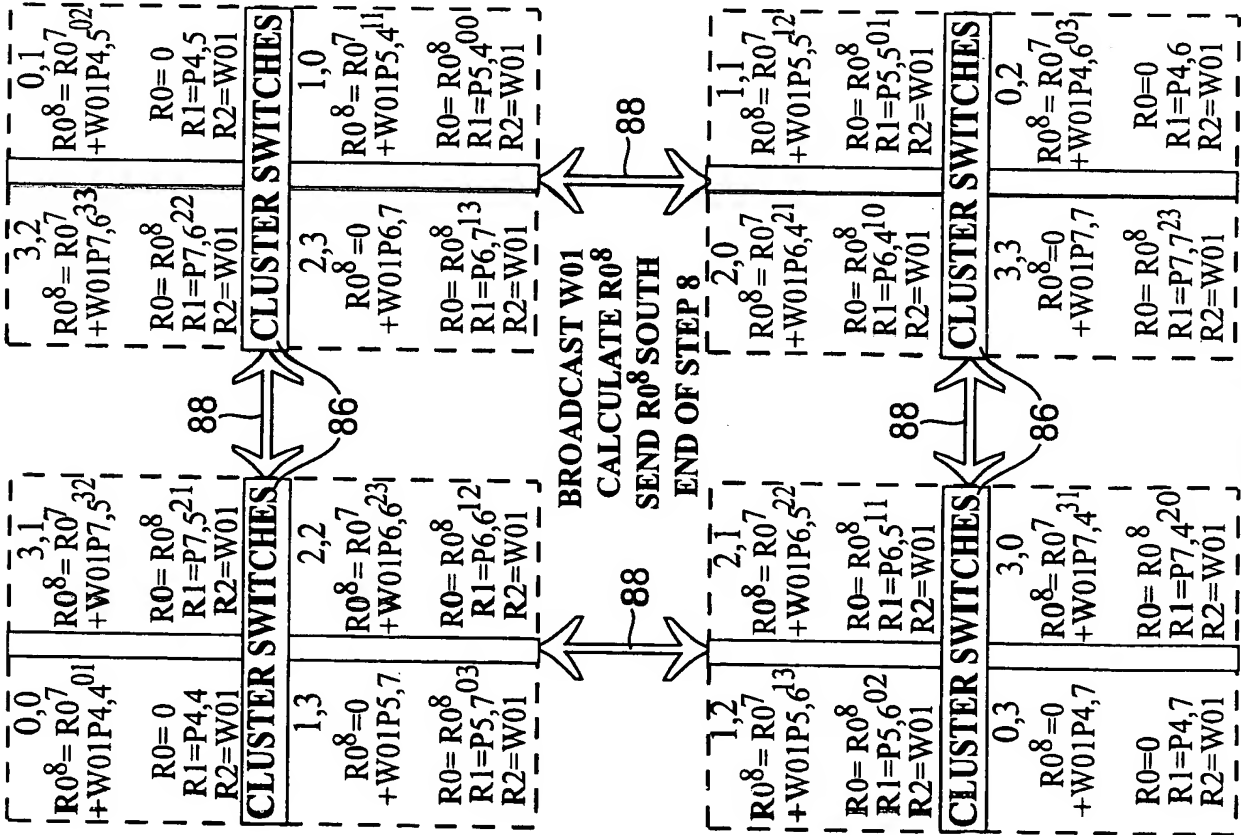 0,0
R0⁸= R0⁷
+W01P4,4⁰¹
R0= 0
R1=P4,4
R2=W01
3,1
R0⁸= R0⁷
+W01P7,5³²
R0= R0⁸
R1=P7,5²¹
R2=W01
CLUSTER SWITCHES
1,3
R0⁸=0
+W01P5,7
R0= R0⁸
R1=P5,7⁰³
R2=W01
2,2
R0⁸= R0⁷
+W01P6,6²³
R0= R0⁸
R1=P6,6¹²
R2=W01
88
86
3,2
R0⁸= R0⁷
+W01P7,6³³
R0= R0⁸
R1=P7,6²²
R2=W01
0,1
R0⁸= R0⁷
+W01P4,5⁰²
R0= 0
R1=P4,5
R2=W01
CLUSTER SWITCHES
2,3
R0⁸=0
+W01P6,7
R0= R0⁸
R1=P6,7¹³
R2=W01
1,0
R0⁸= R0⁷
+W01P5,4¹¹
R0= R0⁸
R1=P5,4⁰⁰
R2=W01
88
BROADCAST W01
CALCULATE R0⁸
SEND R0⁸ SOUTH
END OF STEP 8
88
1,2
R0⁸= R0⁷
+W01P5,6¹³
R0= R0⁸
R1=P5,6⁰²
R2=W01
2,1
R0⁸= R0⁷
+W01P6,5²²
R0= R0⁸
R1=P6,5¹¹
R2=W01
CLUSTER SWITCHES
0,3
R0⁸=0
+W01P4,7
R0=0
R1=P4,7
R2=W01
3,0
R0⁸= R0⁷
+W01P7,4³¹
R0= R0⁸
R1=P7,4²⁰
R2=W01
88
86
2,0
R0⁸= R0⁷
+W01P6,4²¹
R0= R0⁸
R1=P6,4¹⁰
R2=W01
1,1
R0⁸= R0⁷
+W01P5,5¹²
R0= R0⁸
R1=P5,5⁰¹
R2=W01
CLUSTER SWITCHES
3,3
R0⁸=0
+W01P7,7
R0= R0⁸
R1=P7,7²³
R2=W01
0,2
R0⁸= R0⁷
+W01P4,6⁰³
R0=0
R1=P4,6
R2=W01